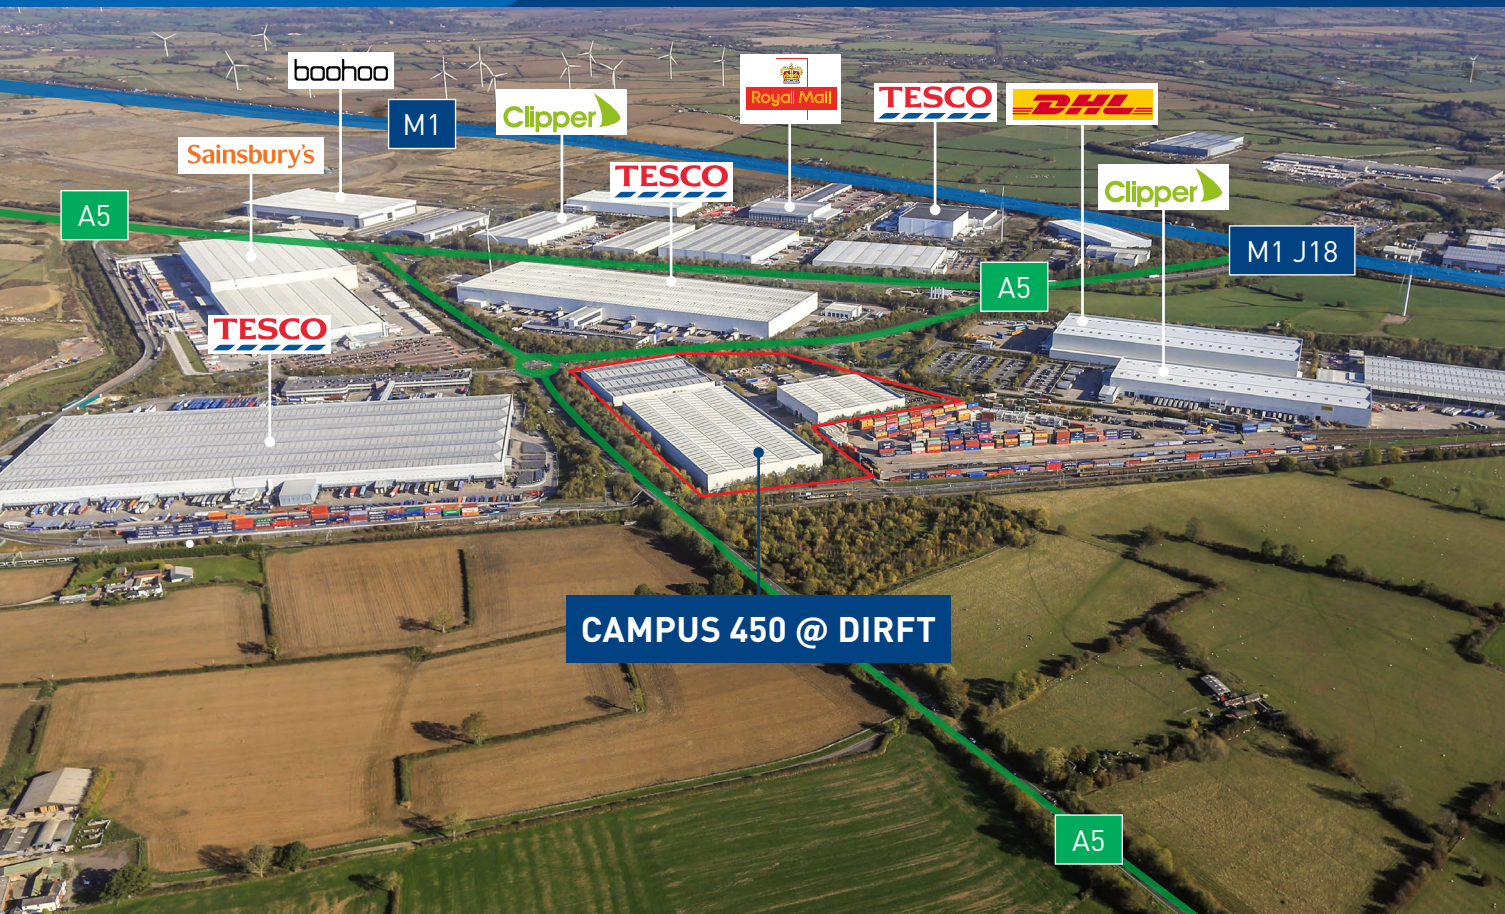 boohoo
M1
Clipper
Royal Mail
TESCO
DHL
Sainsbury's
TESCO
Clipper
A5
M1 J18
A5
TESCO
CAMPUS 450 @ DIRFT
A5